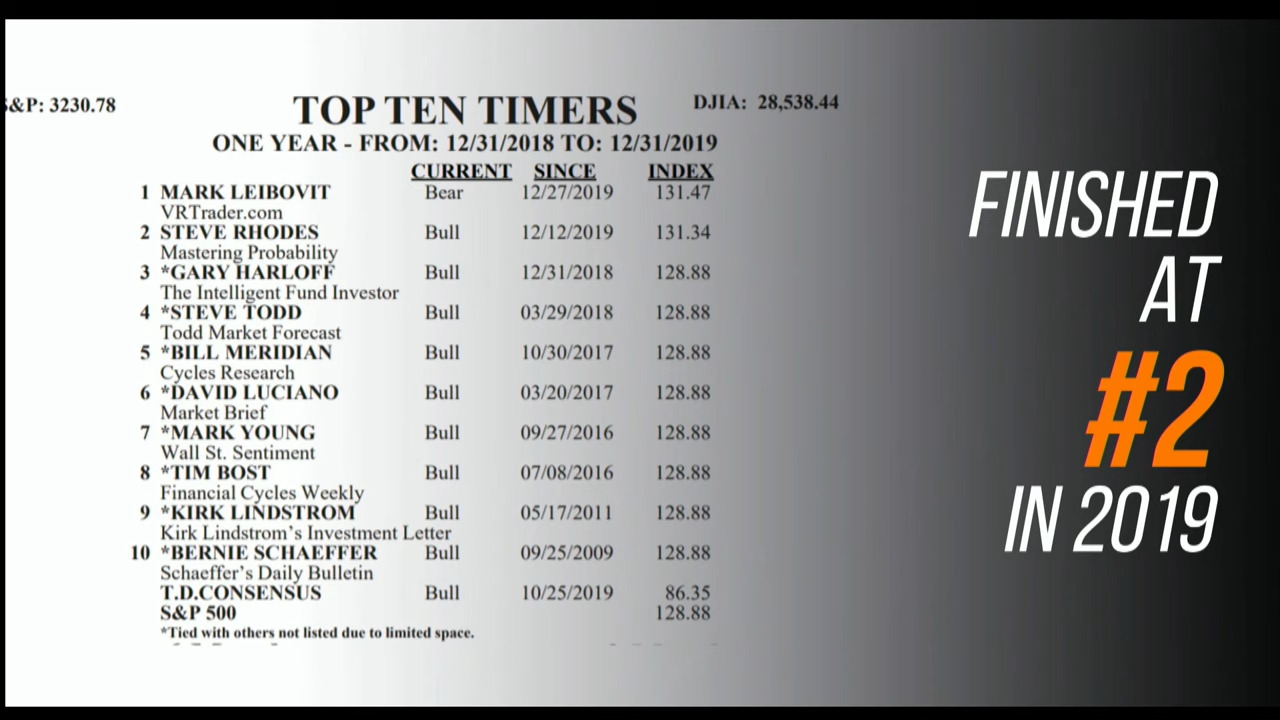 S&P: 3230.78
TOP TEN TIMERS
DJIA: 28,538.44
ONE YEAR - FROM: 12/31/2018 TO: 12/31/2019
CURRENT SINCE INDEX
1 MARK LEIBOVIT Bear 12/27/2019 131.47
VRTrader.com
2 STEVE RHODES Bull 12/12/2019 131.34
Mastering Probability
3 *GARY HARLOFF Bull 12/31/2018 128.88
The Intelligent Fund Investor
4 *STEVE TODD Bull 03/29/2018 128.88
Todd Market Forecast
5 *BILL MERIDIAN Bull 10/30/2017 128.88
Cycles Research
6 *DAVID LUCIANO Bull 03/20/2017 128.88
Market Brief
7 *MARK YOUNG Bull 09/27/2016 128.88
Wall St. Sentiment
8 *TIM BOST Bull 07/08/2016 128.88
Financial Cycles Weekly
9 *KIRK LINDSTROM Bull 05/17/2011 128.88
Kirk Lindstrom's Investment Letter
10 *BERNIE SCHAEFFER Bull 09/25/2009 128.88
Schaeffer's Daily Bulletin
T.D.CONSENSUS Bull 10/25/2019 86.35
S&P 500 128.88
*Tied with others not listed due to limited space.
FINISHED
AT
#2
IN 2019